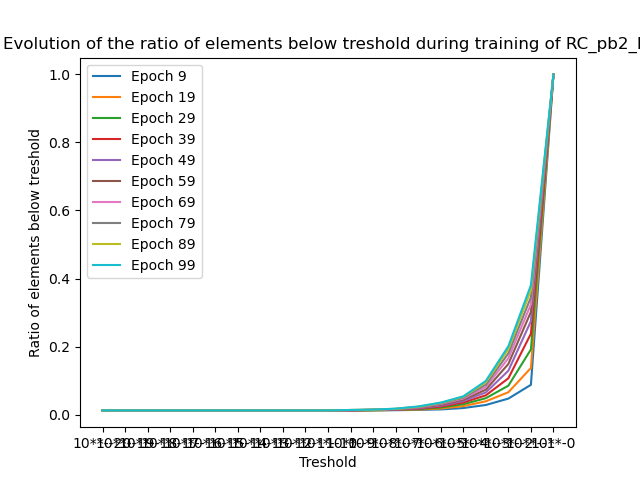 Evolution of the ratio of elements below treshold during training of RC_pb2_
1.0
0.8
0.6
0.4
0.2
0.0
Ratio of elements below treshold
Epoch 9
Epoch 19
Epoch 29
Epoch 39
Epoch 49
Epoch 59
Epoch 69
Epoch 79
Epoch 89
Epoch 99
Treshold